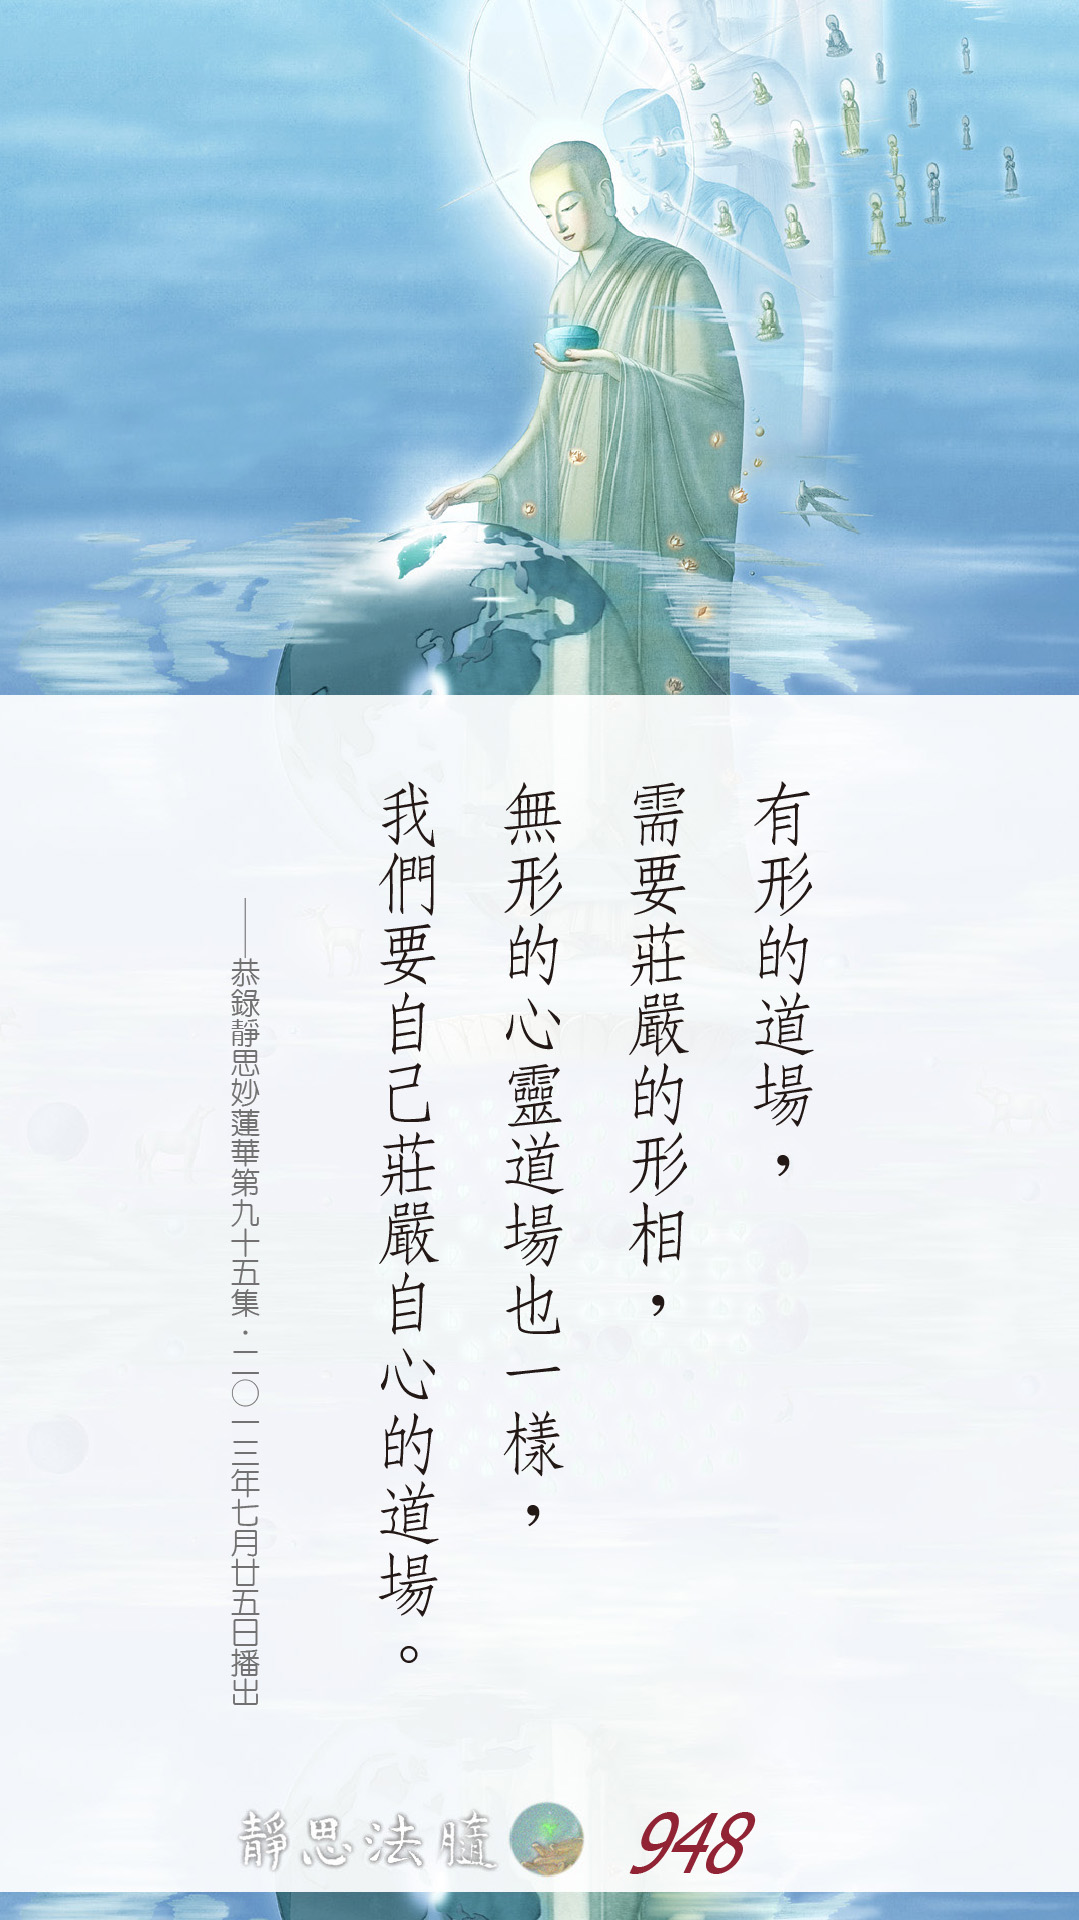 有形的道場，
需要莊嚴的形相，
無形的心靈道場也一樣，
我們要自己莊嚴自心的道場。
——恭錄靜思妙蓮華第九十五集．二〇一三年七月廿五日播出
靜思法髓
948